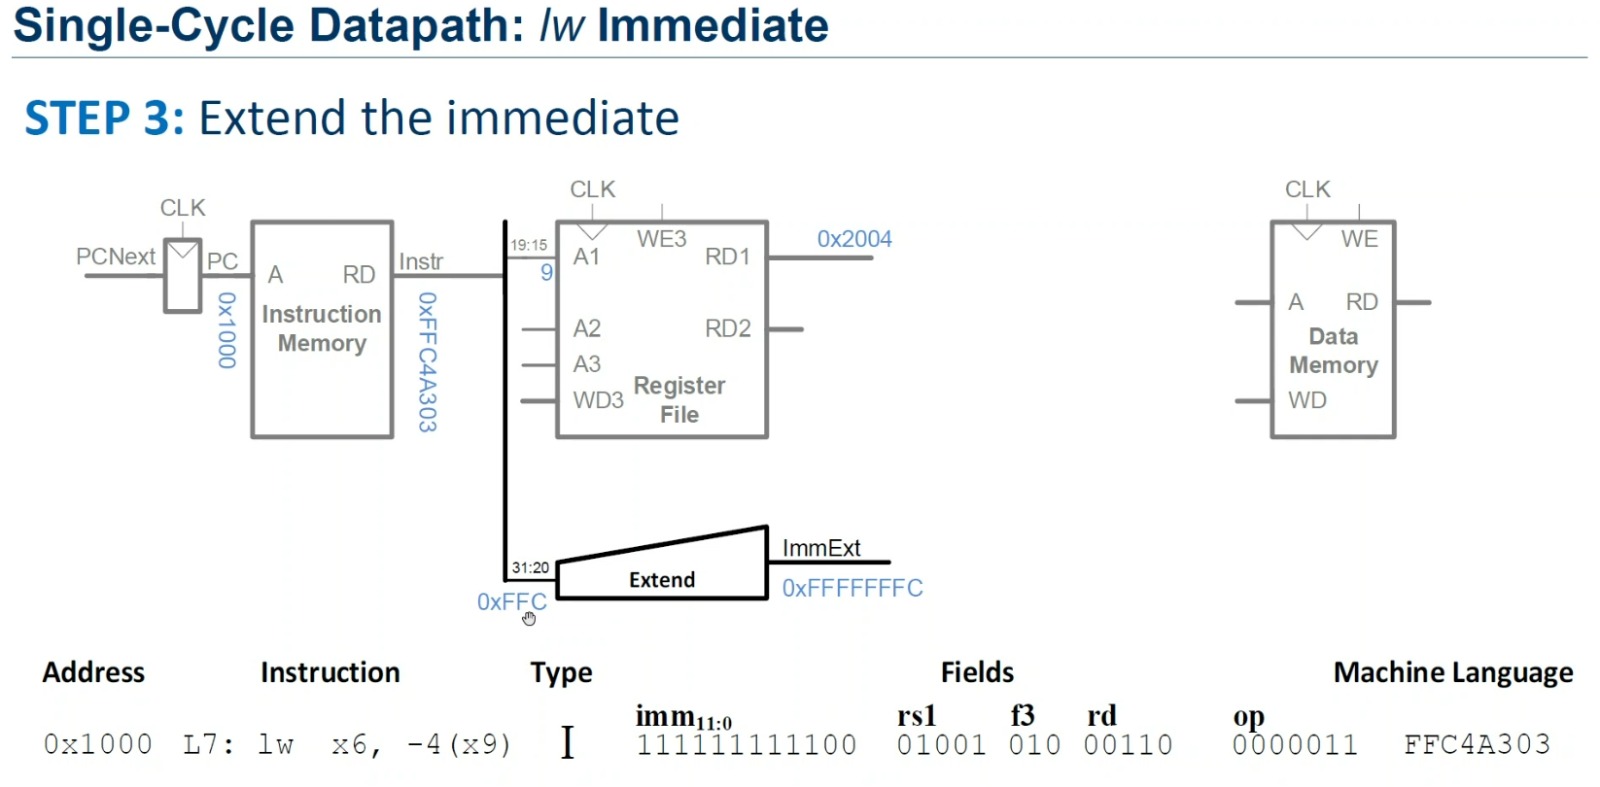 Single-Cycle Datapath: lw Immediate
STEP 3: Extend the immediate
CLK
PCNext
PC
0x1000
A RD
Instruction
Memory
Instr
0xFFC4A303
19:15
9
CLK
WE3
A1 RD1
0x2004
A2 RD2
A3
WD3
Register
File
CLK
WE
A RD
Data
Memory
WD
31:20
0xFFC
Extend
ImmExt
0xFFFFFFFC
Address Instruction Type Fields Machine Language
imm11:0 rs1 f3 rd op
0x1000 L7: lw x6, -4(x9) I 111111111100 01001 010 00110 0000011 FFC4A303